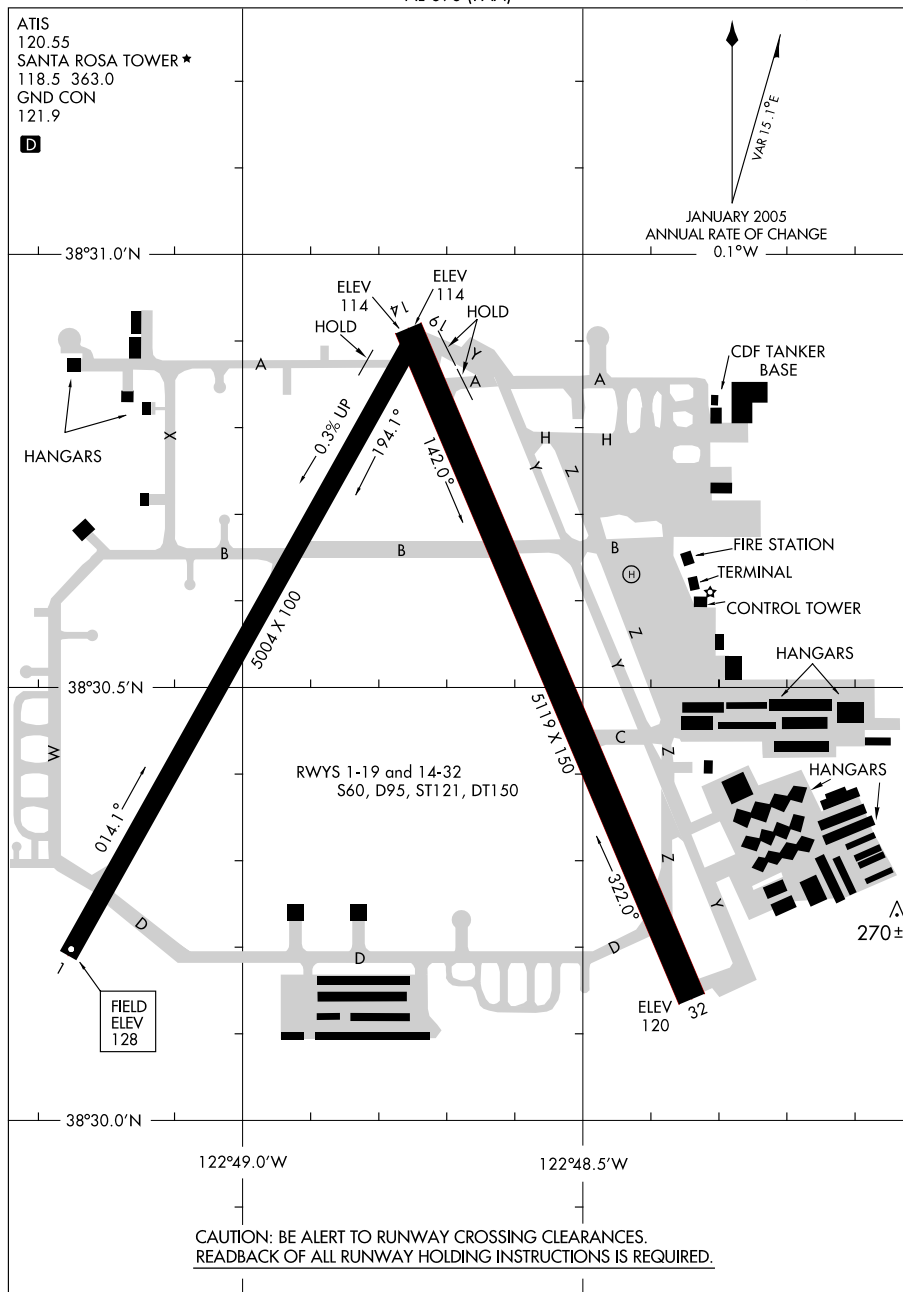 ATIS
120.55
SANTA ROSA TOWER ★
118.5 363.0
GND CON
121.9
D
VAR 15.1°E
JANUARY 2005
ANNUAL RATE OF CHANGE
0.1°W
38°31.0'N
ELEV
114
ELEV
114
14
19
HOLD
HOLD
Y
A
A
A
CDF TANKER
BASE
HANGARS
X
0.3% UP
194.1°
142.0°
H
H
Y
Z
B
B
B
H
FIRE STATION
TERMINAL
CONTROL TOWER
Z
Y
5004 X 100
HANGARS
38°30.5'N
5119 X 150
C
W
Z
RWYS 1-19 and 14-32
S60, D95, ST121, DT150
HANGARS
014.1°
322.0°
Z
Y
D
D
D
270±
1
FIELD
ELEV
128
ELEV
120
32
38°30.0'N
122°49.0'W
122°48.5'W
CAUTION: BE ALERT TO RUNWAY CROSSING CLEARANCES.
READBACK OF ALL RUNWAY HOLDING INSTRUCTIONS IS REQUIRED.